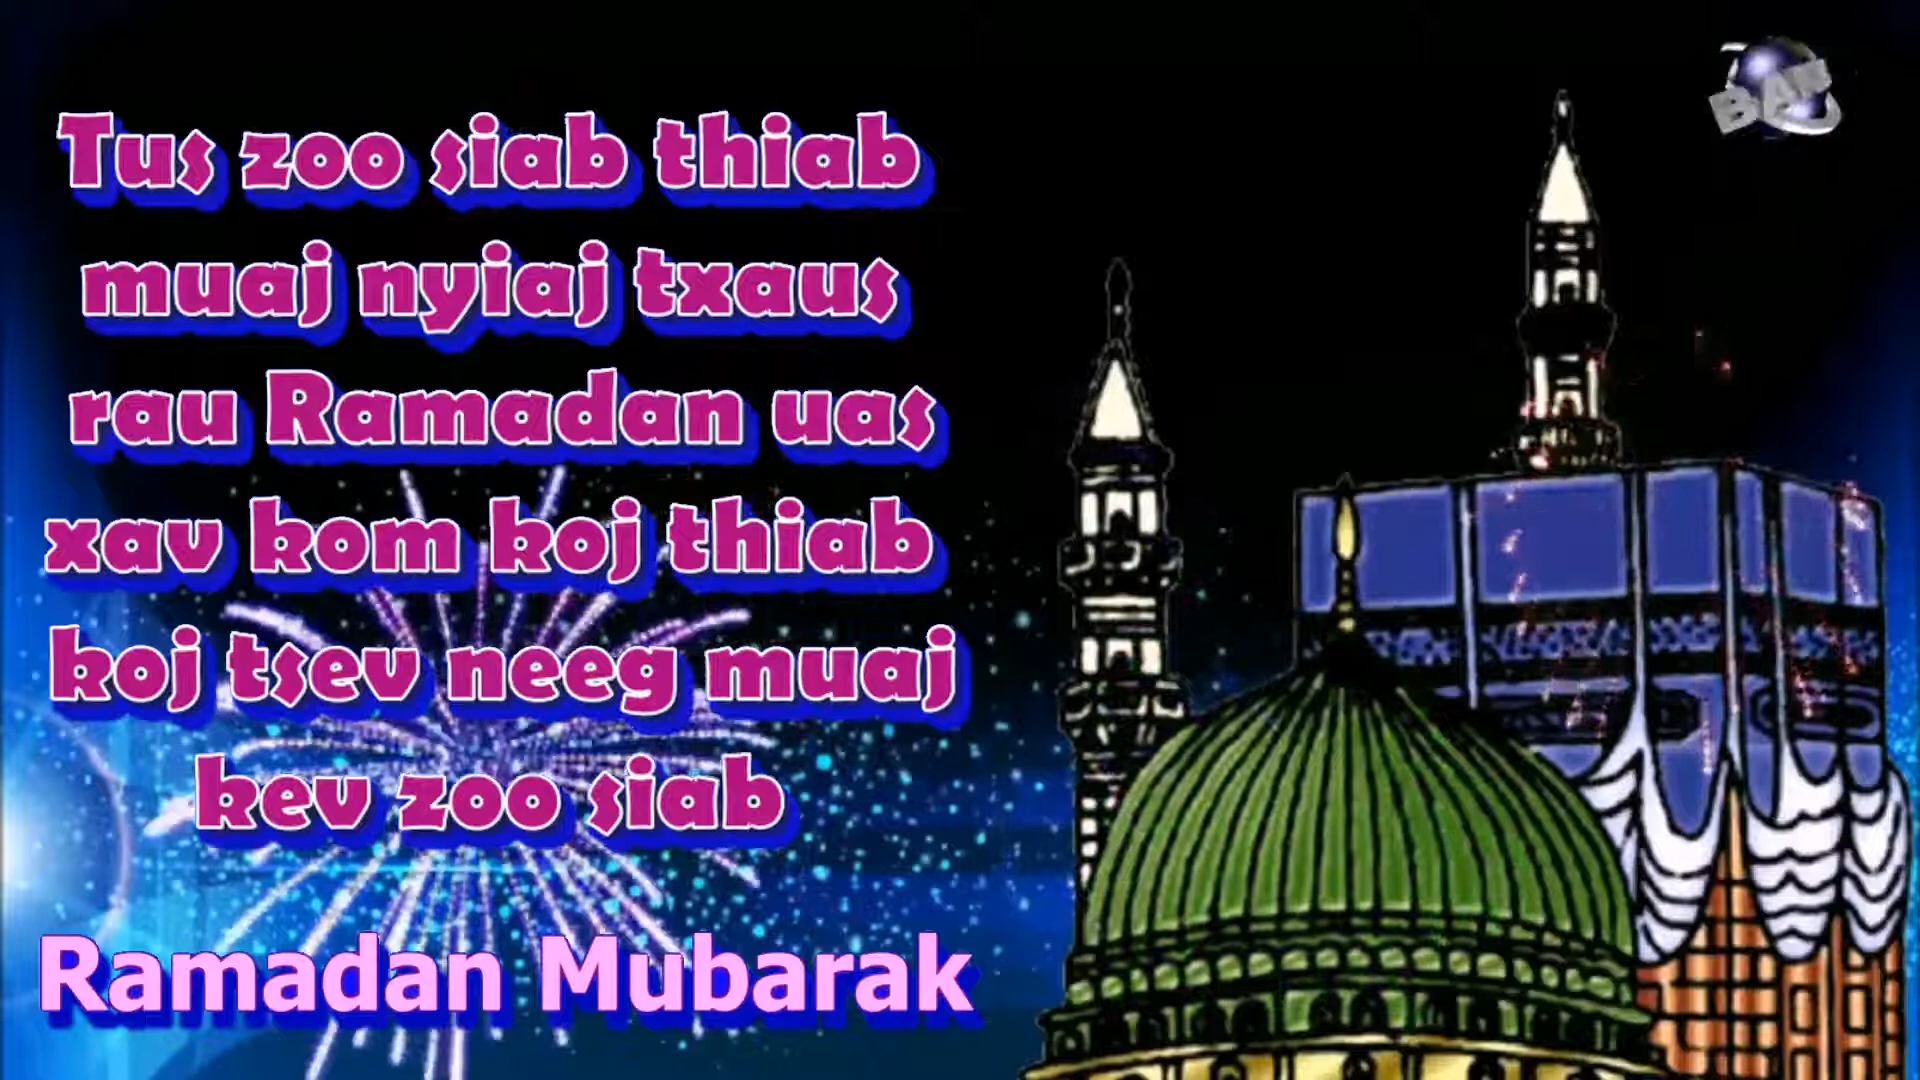 Tus zoo siab thiab
muaj nyiaj txaus
rau Ramadan uas
xav kom koj thiab
koj tsev neeg muaj
kev zoo siab
Ramadan Mubarak